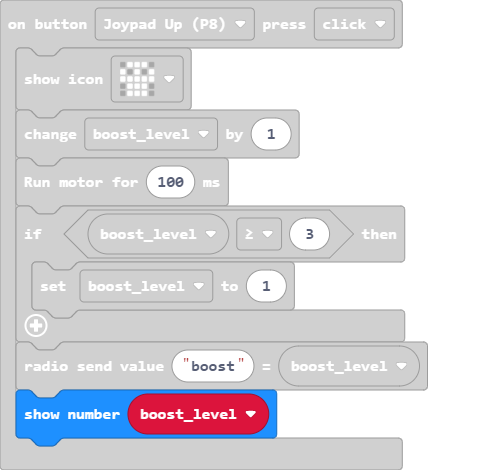 on button Joypad Up (P8) press click
show icon
change boost_level by 1
Run motor for 100 ms
if boost_level ≥ 3 then
set boost_level to 1
radio send value "boost" = boost_level
show number boost_level